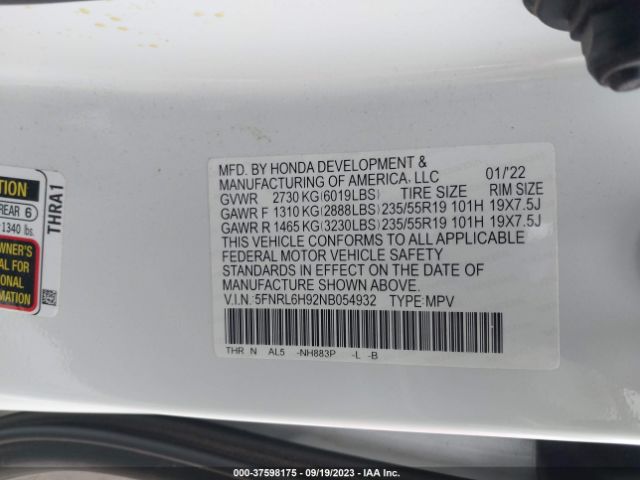 TION
REAR 6
1340 lbs.
WNER'S
AL FOR
ONAL
MATION
THRA1
MFD. BY HONDA DEVELOPMENT &
MANUFACTURING OF AMERICA, LLC 01/'22
GVWR 2730 KG(6019LBS) TIRE SIZE RIM SIZE
GAWR F 1310 KG(2888LBS) 235/55R19 101H 19X7.5J
GAWR R 1465 KG(3230LBS) 235/55R19 101H 19X7.5J
THIS VEHICLE CONFORMS TO ALL APPLICABLE
FEDERAL MOTOR VEHICLE SAFETY
STANDARDS IN EFFECT ON THE DATE OF
MANUFACTURE SHOWN ABOVE.
V.I.N.:5FNRL6H92NB054932 TYPE:MPV
THR N AL5 -NH883P -L -B
000-37598175 — 09/19/2023 — IAA Inc.